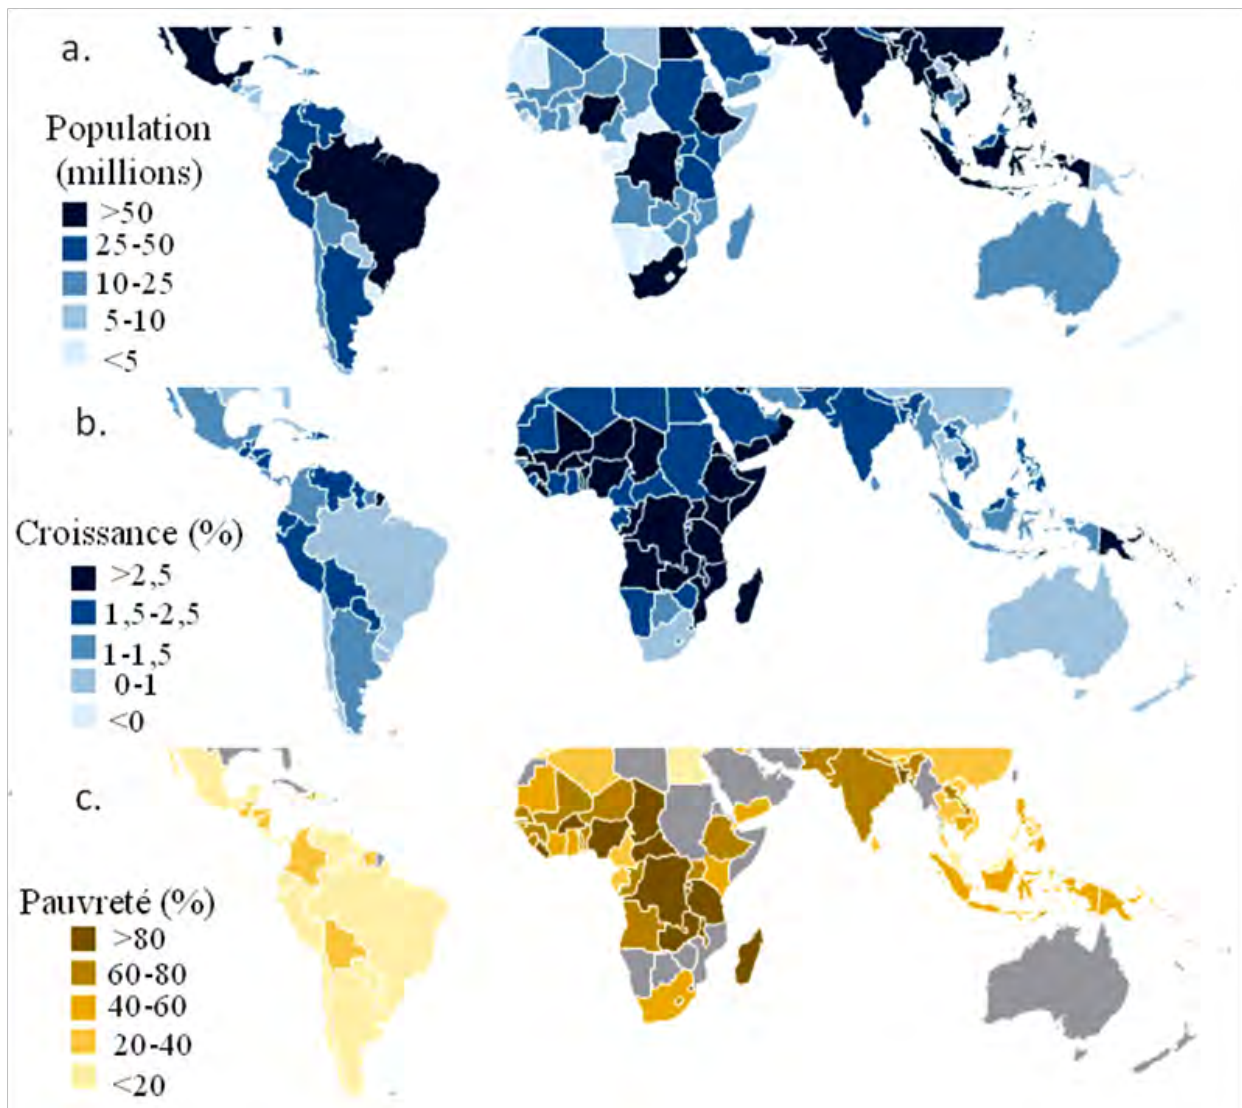 a.
Population
(millions)
>50
25-50
10-25
5-10
<5
b.
Croissance (%)
>2,5
1,5-2,5
1-1,5
0-1
<0
c.
Pauvreté (%)
>80
60-80
40-60
20-40
<20